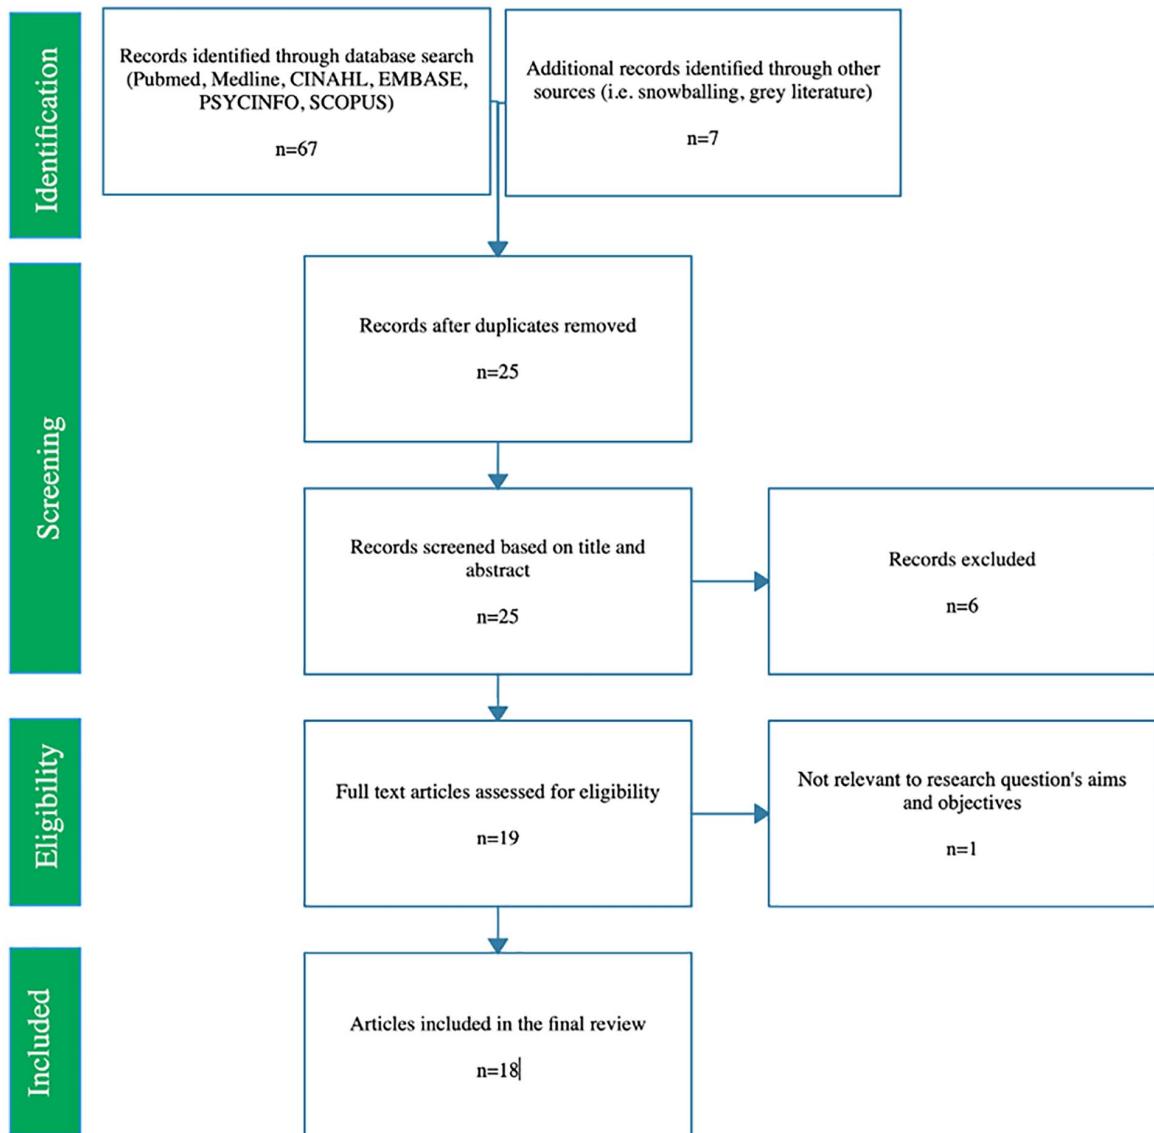 Identification
Records identified through database search
(Pubmed, Medline, CINAHL, EMBASE,
PSYCINFO, SCOPUS)
n=67
Additional records identified through other
sources (i.e. snowballing, grey literature)
n=7
Screening
Records after duplicates removed
n=25
Records screened based on title and
abstract
n=25
Records excluded
n=6
Eligibility
Full text articles assessed for eligibility
n=19
Not relevant to research question's aims
and objectives
n=1
Included
Articles included in the final review
n=18